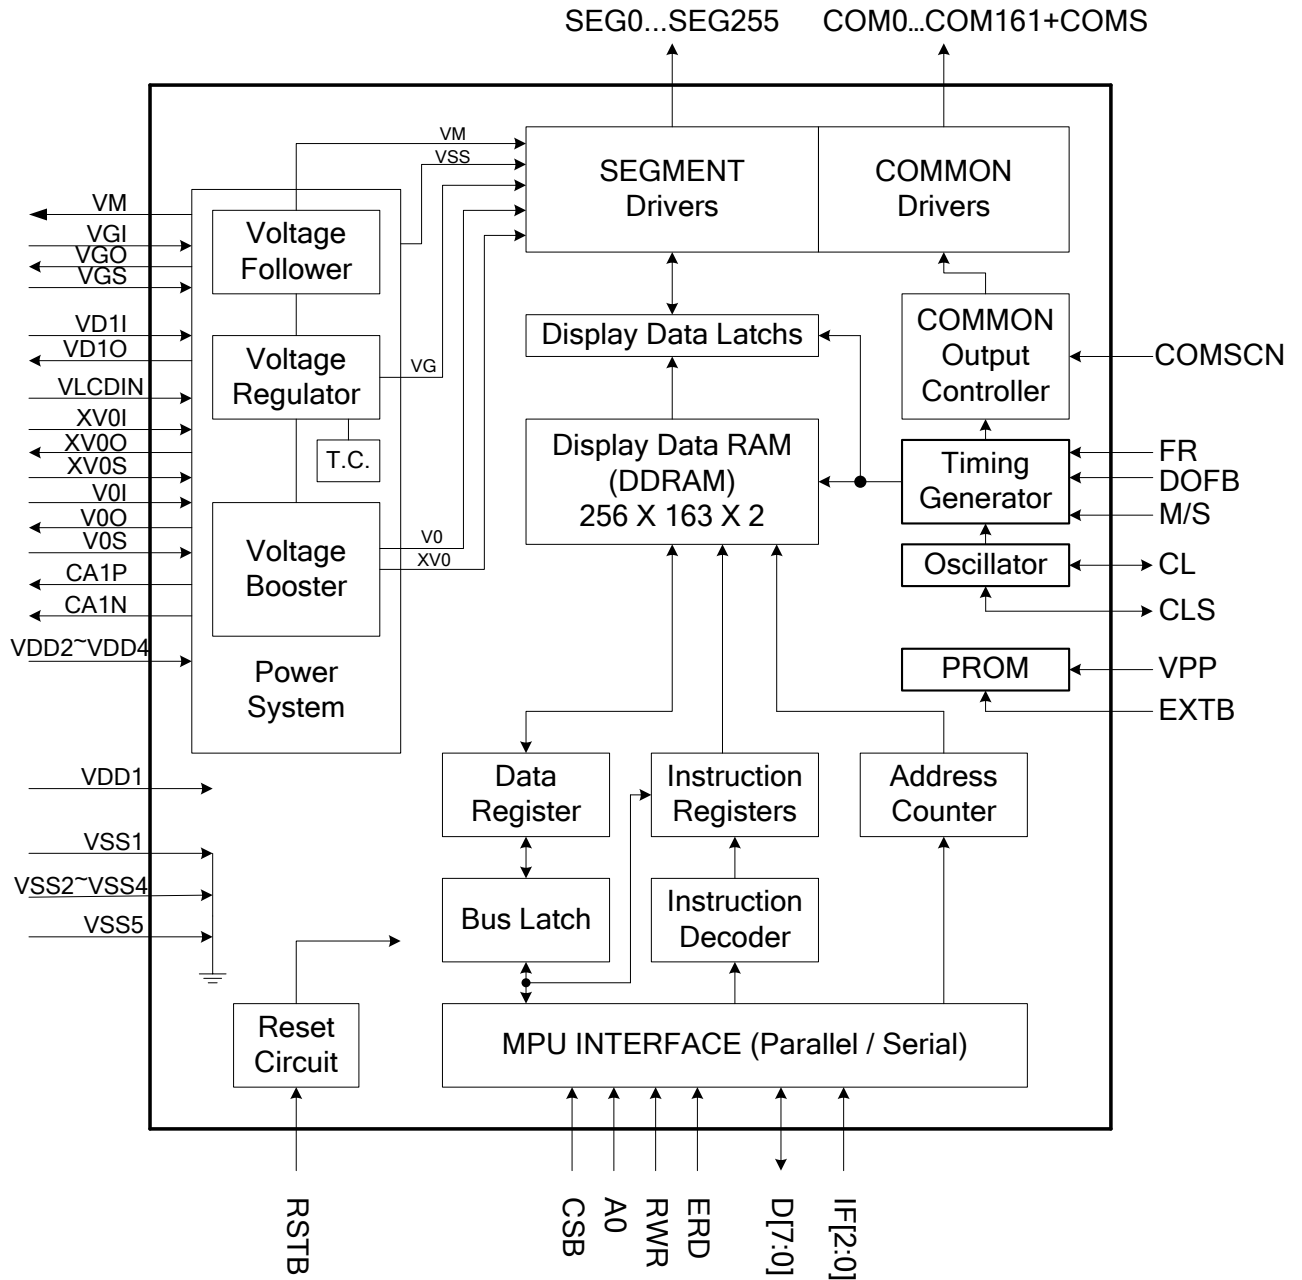 SEG0...SEG255
COM0...COM161+COMS
VM
VSS
SEGMENT
Drivers
COMMON
Drivers
VM
VGI
VGO
VGS
VD1I
VD1O
VLCDIN
XV0I
XV0O
XV0S
V0I
V0O
V0S
CA1P
CA1N
VDD2~VDD4
Voltage
Follower
Voltage
Regulator
VG
T.C.
Voltage
Booster
V0
XV0
Power
System
Display Data Latchs
Display Data RAM
(DDRAM)
256 X 163 X 2
COMMON
Output
Controller
COMSCN
Timing
Generator
FR
DOFB
M/S
Oscillator
CL
CLS
PROM
VPP
EXTB
VDD1
VSS1
VSS2~VSS4
VSS5
Data
Register
Instruction
Registers
Address
Counter
Bus Latch
Instruction
Decoder
Reset
Circuit
MPU INTERFACE (Parallel / Serial)
RSTB
CSB
A0
RWR
ERD
D[7:0]
IF[2:0]